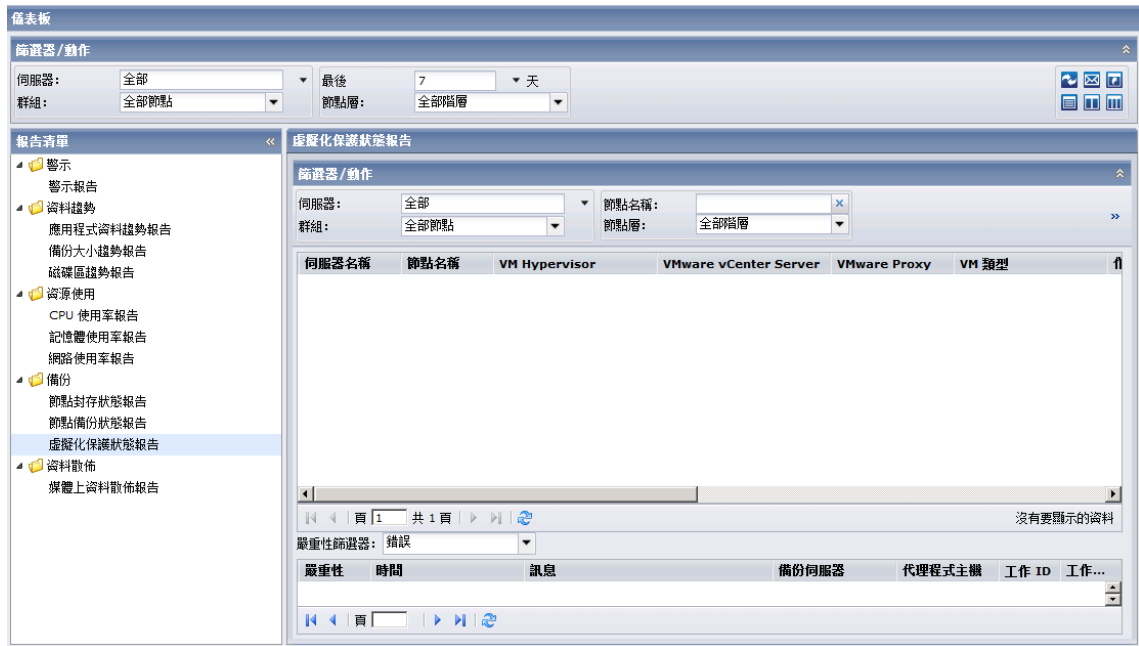 儀表板
篩選器/動作
伺服器: 全部 最後 7 天
群組: 全部節點 節點層: 全部階層
報告清單
警示
警示報告
資料趨勢
應用程式資料趨勢報告
備份大小趨勢報告
磁碟區趨勢報告
資源使用
CPU 使用率報告
記憶體使用率報告
網路使用率報告
備份
節點封存狀態報告
節點備份狀態報告
虛擬化保護狀態報告
資料散佈
媒體上資料散佈報告
虛擬化保護狀態報告
篩選器/動作
伺服器: 全部 節點名稱:
群組: 全部節點 節點層: 全部階層
伺服器名稱 節點名稱 VM Hypervisor VMware vCenter Server VMware Proxy VM 類型
頁 1 共 1 頁 沒有要顯示的資料
嚴重性篩選器: 錯誤
嚴重性 時間 訊息 備份伺服器 代理程式主機 工作 ID 工作...
頁